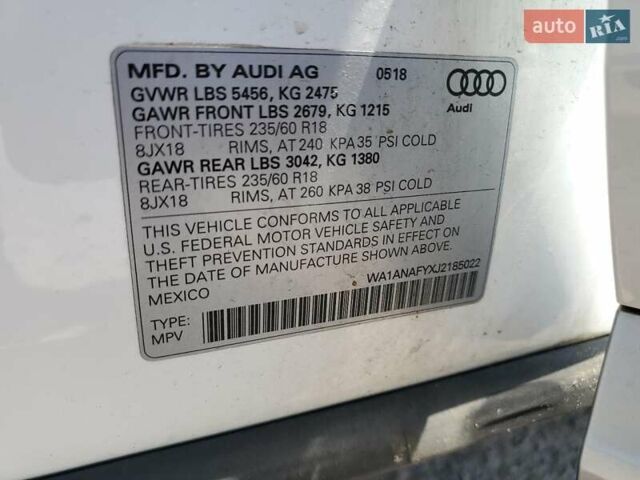 auto RIA.com
MFD. BY AUDI AG 0518
GVWR LBS 5456, KG 2475
GAWR FRONT LBS 2679, KG 1215
Audi
FRONT-TIRES 235/60 R18
8JX18 RIMS, AT 240 KPA 35 PSI COLD
GAWR REAR LBS 3042, KG 1380
REAR-TIRES 235/60 R18
8JX18 RIMS, AT 260 KPA 38 PSI COLD
THIS VEHICLE CONFORMS TO ALL APPLICABLE
U.S. FEDERAL MOTOR VEHICLE SAFETY AND
THEFT PREVENTION STANDARDS IN EFFECT ON
THE DATE OF MANUFACTURE SHOWN ABOVE.
MEXICO
WA1ANAFYXJ2185022
TYPE:
MPV